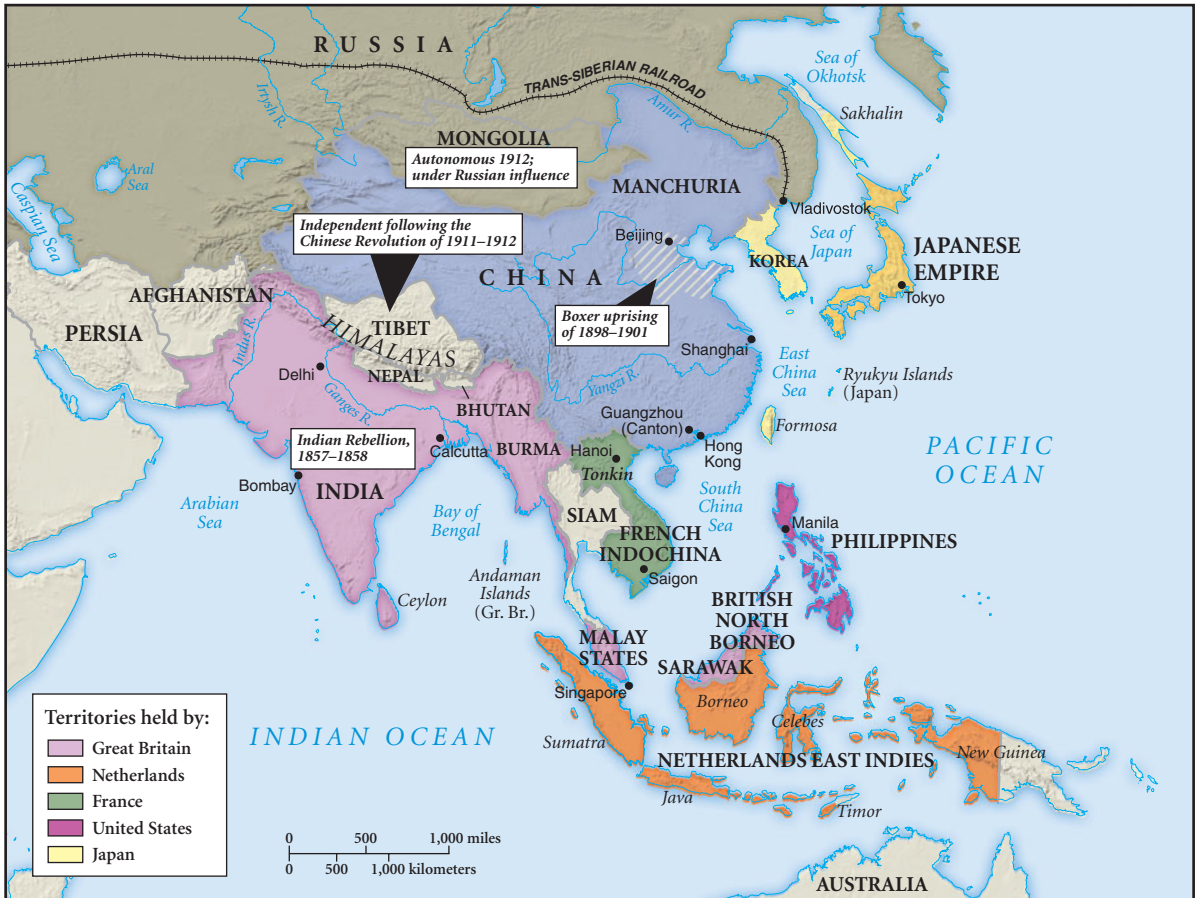 RUSSIA
TRANS-SIBERIAN RAILROAD
Sea of
Okhotsk
Sakhalin
Irtysh R.
Amur R.
MONGOLIA
Autonomous 1912;
under Russian influence
MANCHURIA
Aral
Sea
Caspian Sea
Vladivostok
Independent following the
Chinese Revolution of 1911–1912
Beijing
Sea of
Japan
JAPANESE
EMPIRE
KOREA
CHINA
Tokyo
AFGHANISTAN
PERSIA
Boxer uprising
of 1898–1901
TIBET
HIMALAYAS
Indus R.
NEPAL
Delhi
Ganges R.
Shanghai
East
China
Sea
Ryukyu Islands
(Japan)
Yangzi R.
BHUTAN
Guangzhou
(Canton)
Formosa
Hong
Kong
Indian Rebellion,
1857–1858
Calcutta
BURMA
Hanoi
Tonkin
PACIFIC
OCEAN
Bombay
INDIA
Arabian
Sea
Bay of
Bengal
South
China
Sea
SIAM
FRENCH
INDOCHINA
Manila
PHILIPPINES
Saigon
Andaman
Islands
(Gr. Br.)
Ceylon
BRITISH
NORTH
BORNEO
MALAY
STATES
SARAWAK
Singapore
Borneo
Celebes
Sumatra
INDIAN OCEAN
NETHERLANDS EAST INDIES
New Guinea
Java
Timor
AUSTRALIA
Territories held by:
Great Britain
Netherlands
France
United States
Japan
0 500 1,000 miles
0 500 1,000 kilometers